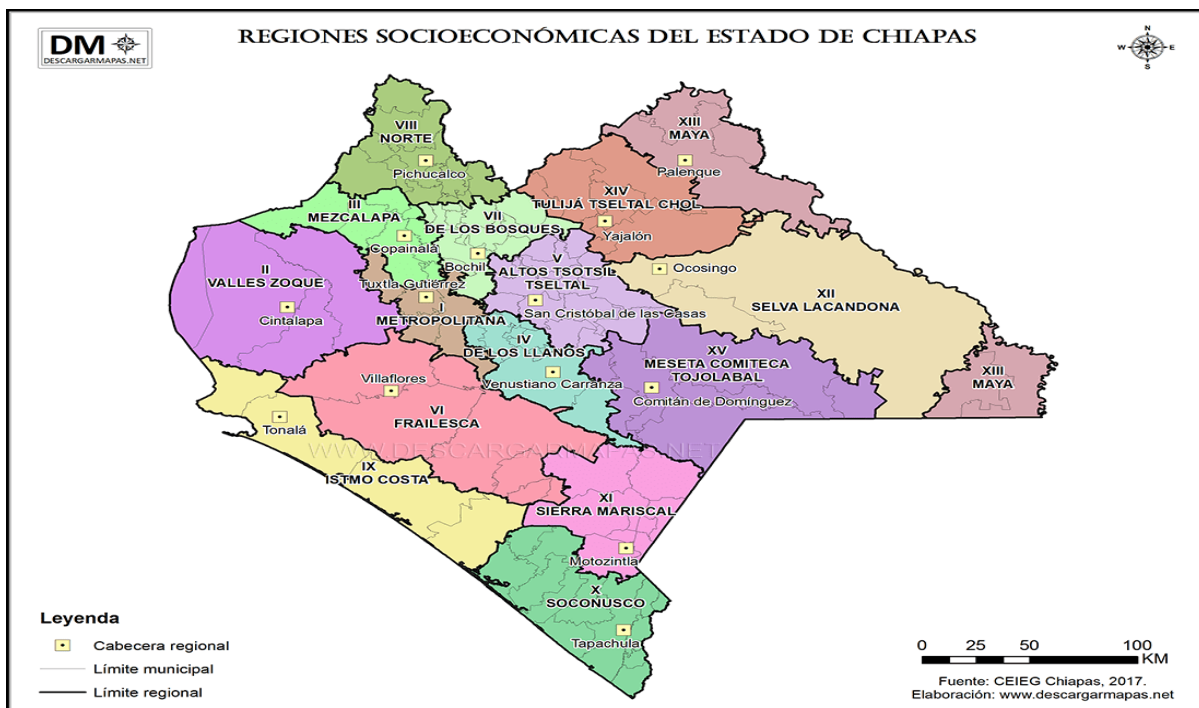 DM
DESCARGARMAPAS.NET
REGIONES SOCIOECONÓMICAS DEL ESTADO DE CHIAPAS
N
W E
S
VIII
NORTE
Pichucalco
XIII
MAYA
Palenque
XIV
TULIJÁ TSELTAL CHOL
Yajalón
III
MEZCALAPA
Copainalá
VII
DE LOS BOSQUES
Bochil
V
ALTOS TSOTSIL
TSELTAL
San Cristóbal de las Casas
Ocosingo
XII
SELVA LACANDONA
II
VALLES ZOQUE
Cintalapa
Tuxtla Gutiérrez
I
METROPOLITANA
IV
DE LOS LLANOS
Venustiano Carranza
XV
MESETA COMITECA
TOJOLABAL
Comitán de Domínguez
XIII
MAYA
Villaflores
VI
FRAILESCA
Tonalá
WWW.DESCARGARMAPAS.NET
IX
ISTMO COSTA
XI
SIERRA MARISCAL
Motozintla
X
SOCONUSCO
Tapachula
Leyenda
Cabecera regional
Límite municipal
Límite regional
0 25 50 100
KM
Fuente: CEIEG Chiapas, 2017.
Elaboración: www.descargarmapas.net